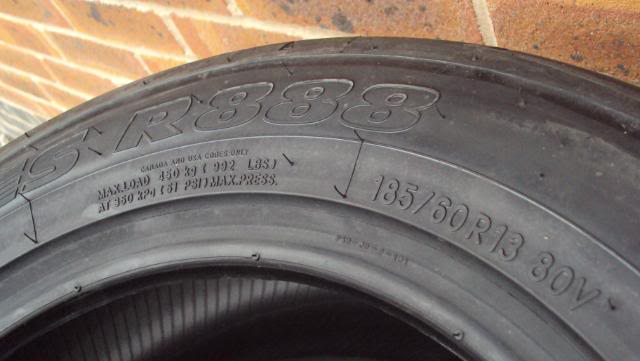 ES R888
CANADA AND USA CODES ONLY
MAX.LOAD 450 kg ( 992 LBS)
AT 350 kPa ( 51 PSI) MAX.PRESS.
185/60R13 80V